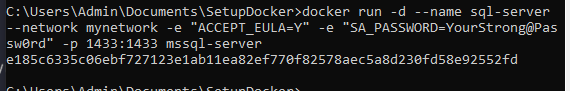 C:\Users\Admin\Documents\SetupDocker>docker run -d --name sql-server
--network mynetwork -e "ACCEPT_EULA=Y" -e "SA_PASSWORD=YourStrong@Pas
sw0rd" -p 1433:1433 mssql-server
e185c6335c06ebf727123e1ab11ea82ef770f82578aec5a8d230fd58e92552fd
C:\Users\Admin\Documents\SetupDocker>